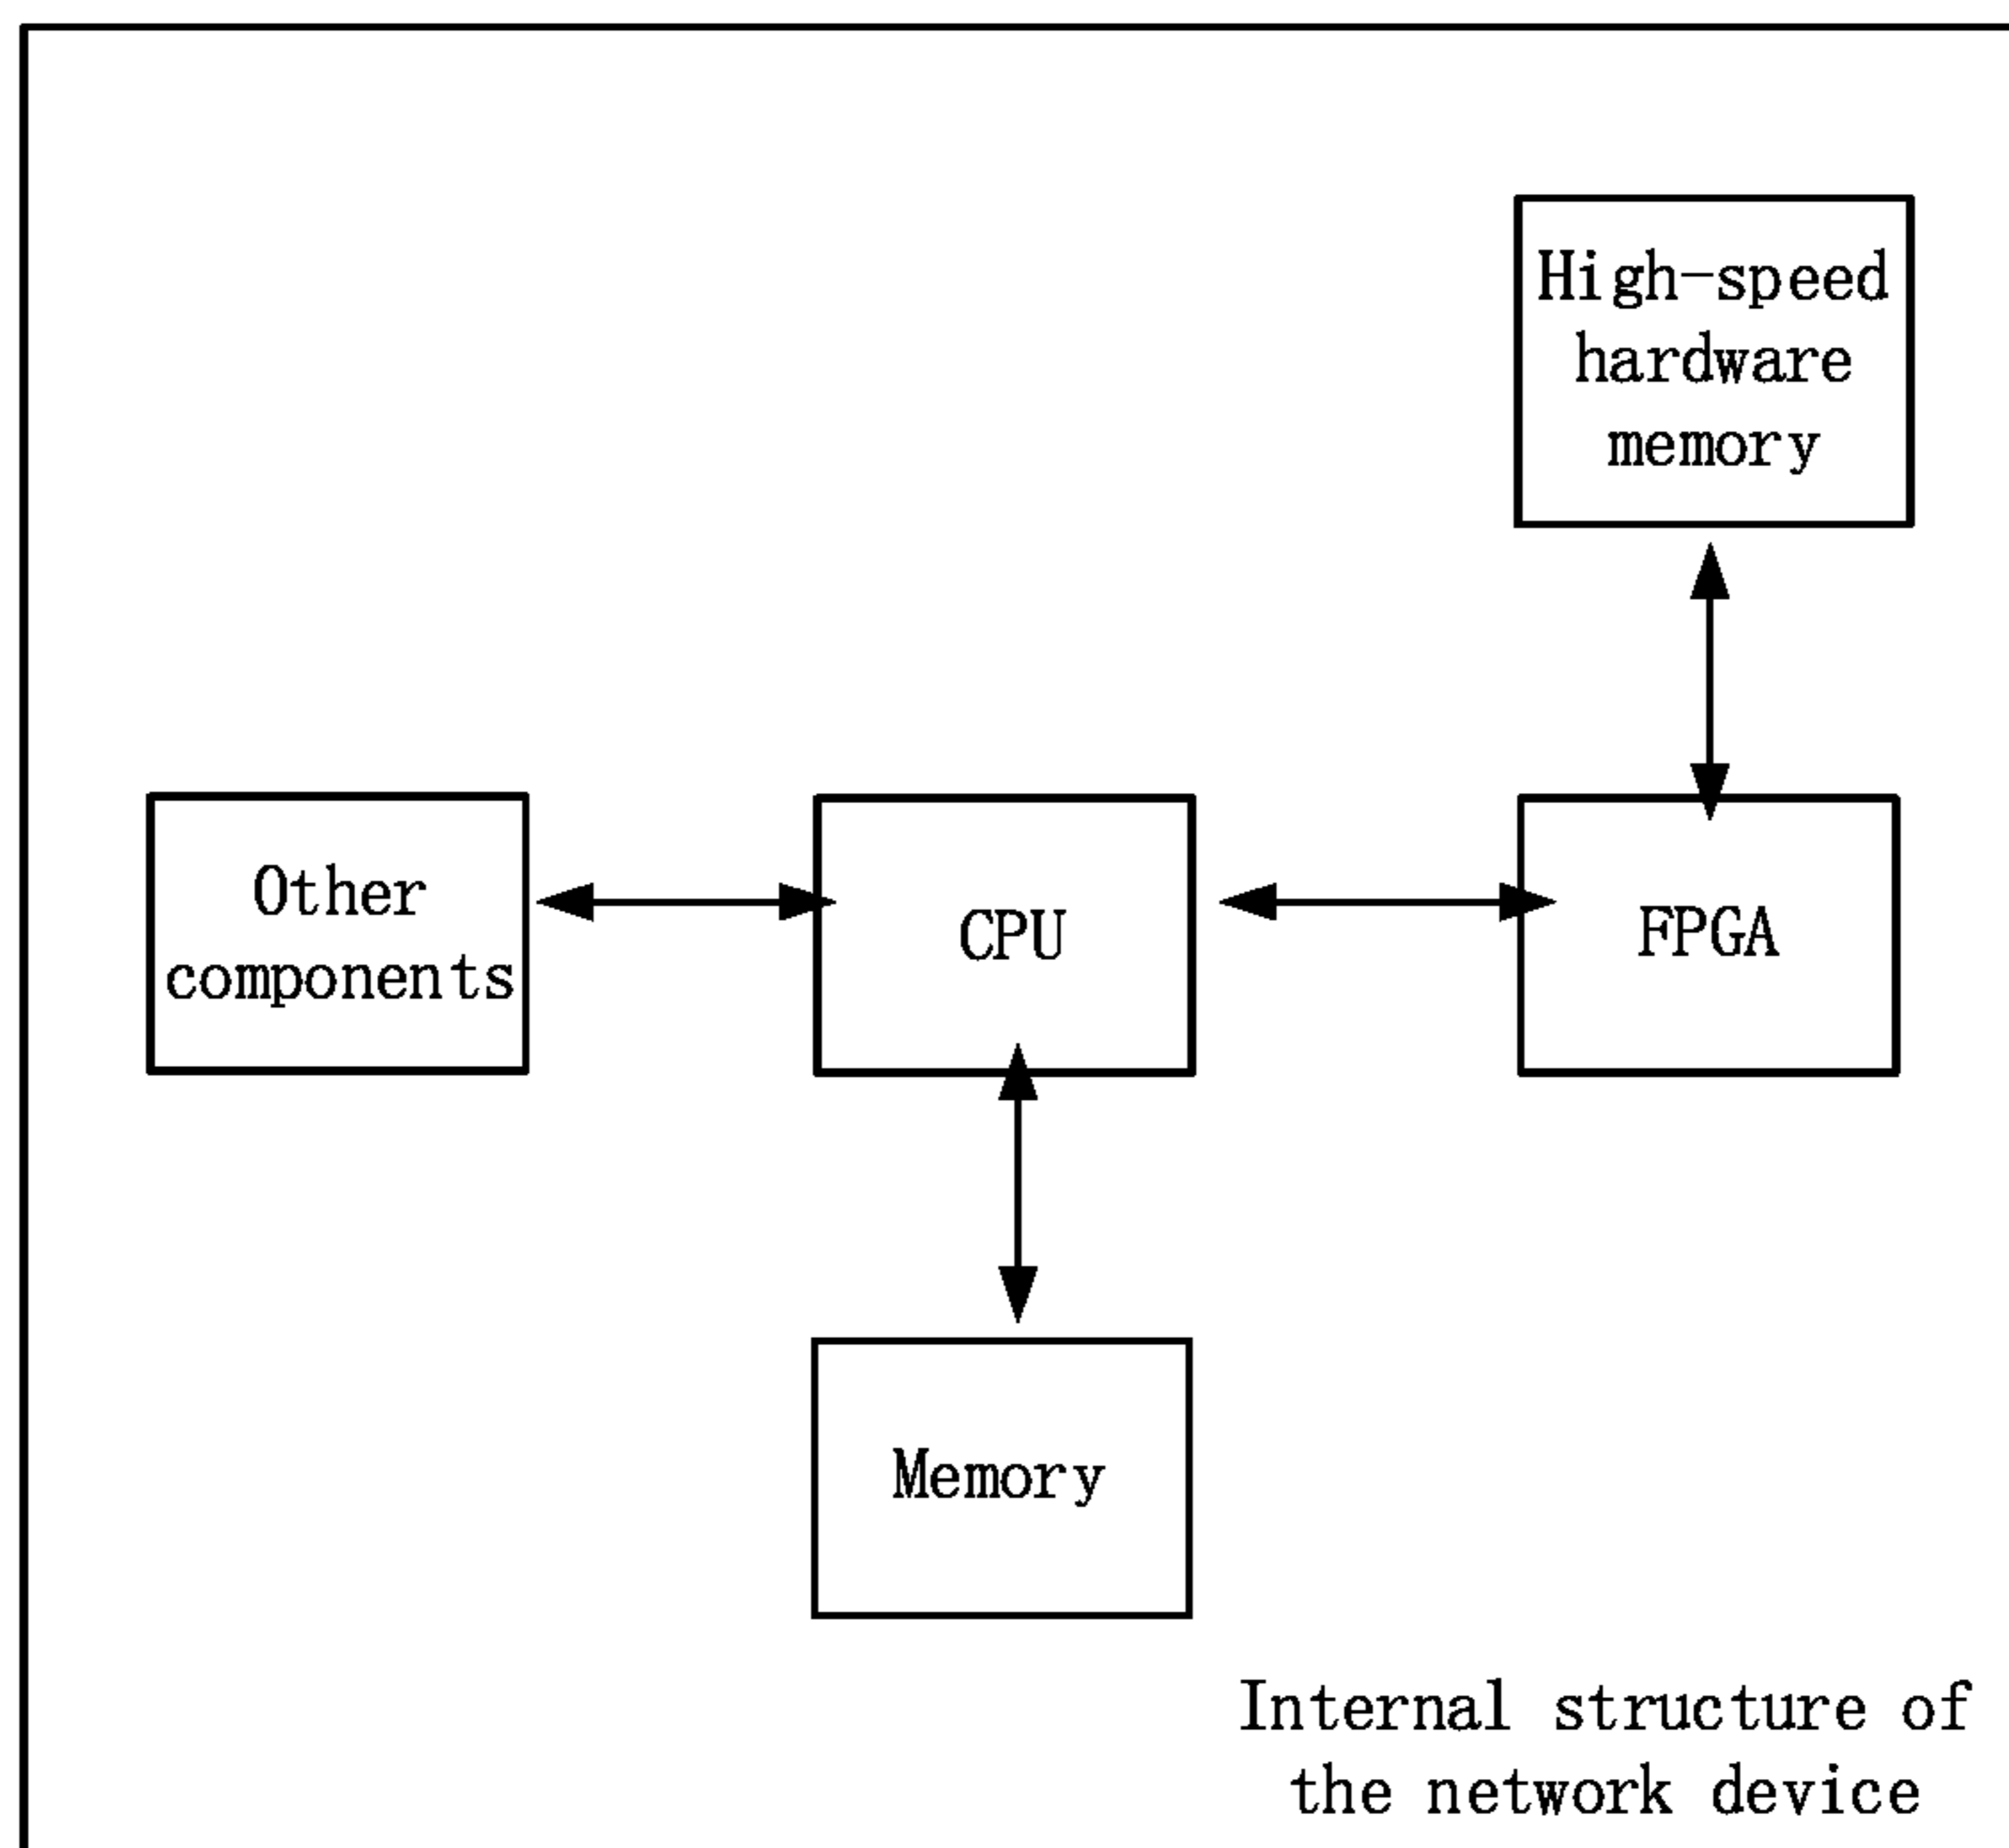 High-speed
hardware
memory
Other
components
CPU
FPGA
Memory
Internal structure of
the network device